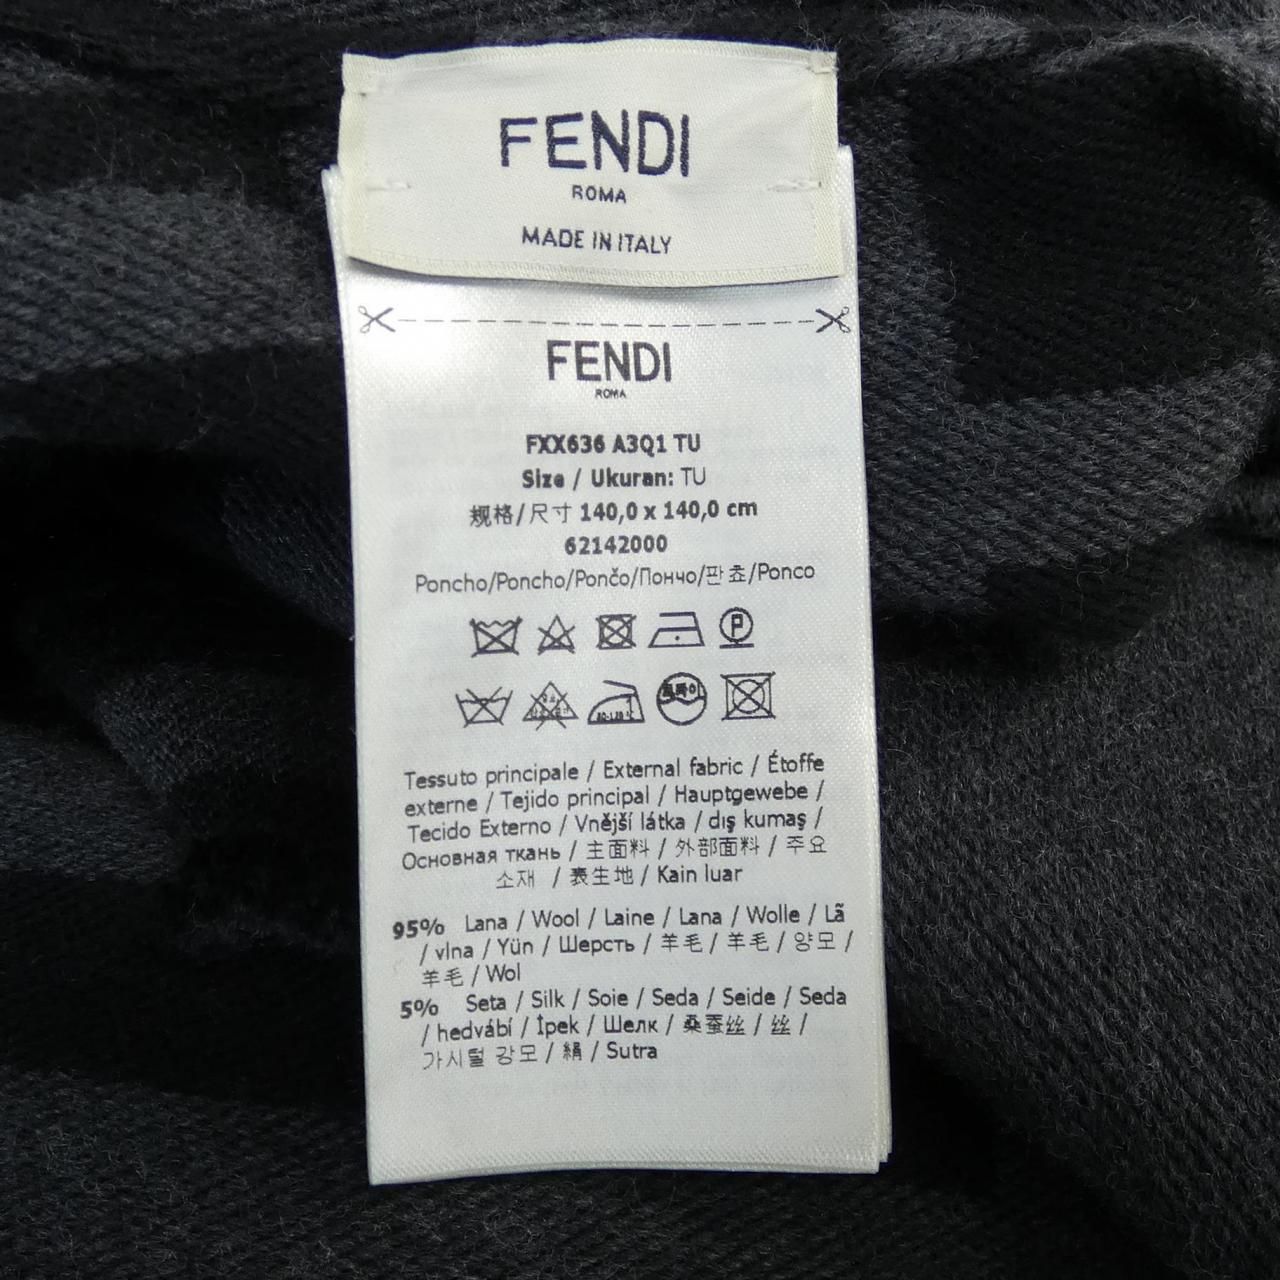 FENDI
ROMA
MADE IN ITALY
FENDI
ROMA
FXX636 A3Q1 TU
Size / Ukuran: TU
规格/尺寸 140,0 x 140,0 cm
62142000
Poncho/Poncho/Pončo/Пончо/판초/Ponco
P
Tessuto principale / External fabric / Étoffe
externe / Tejido principal / Hauptgewebe /
Tecido Externo / Vnější látka / dış kumaş /
Основная ткань / 主面料 / 外部面料 / 주요
소재 / 表生地 / Kain luar
95% Lana / Wool / Laine / Lana / Wolle / Lã
/ vlna / Yün / Шерсть / 羊毛 / 羊毛 / 양모 /
羊毛 / Wol
5% Seta / Silk / Soie / Seda / Seide / Seda
/ hedvábí / İpek / Шелк / 桑蚕丝 / 丝 /
가시털 강모 / 絹 / Sutra